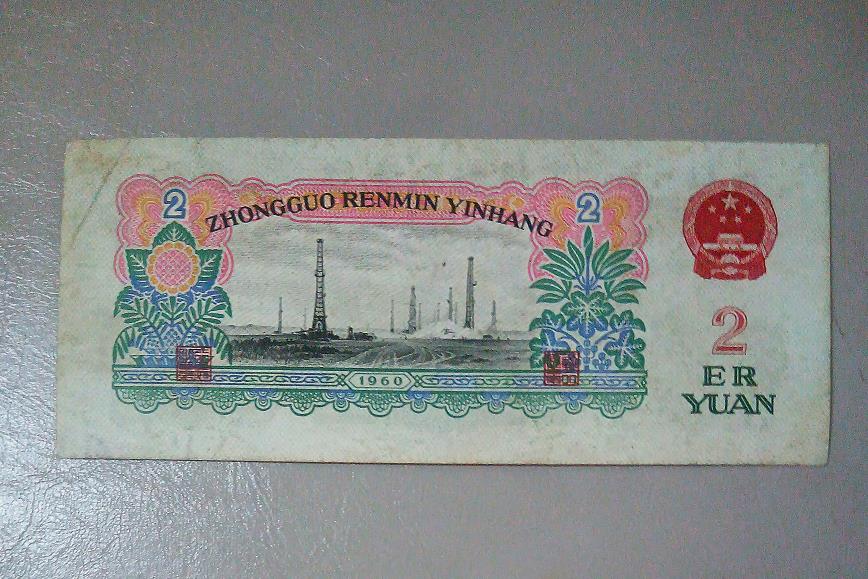 2
ZHONGGUO RENMIN YINHANG
2
2
ER
YUAN
1960